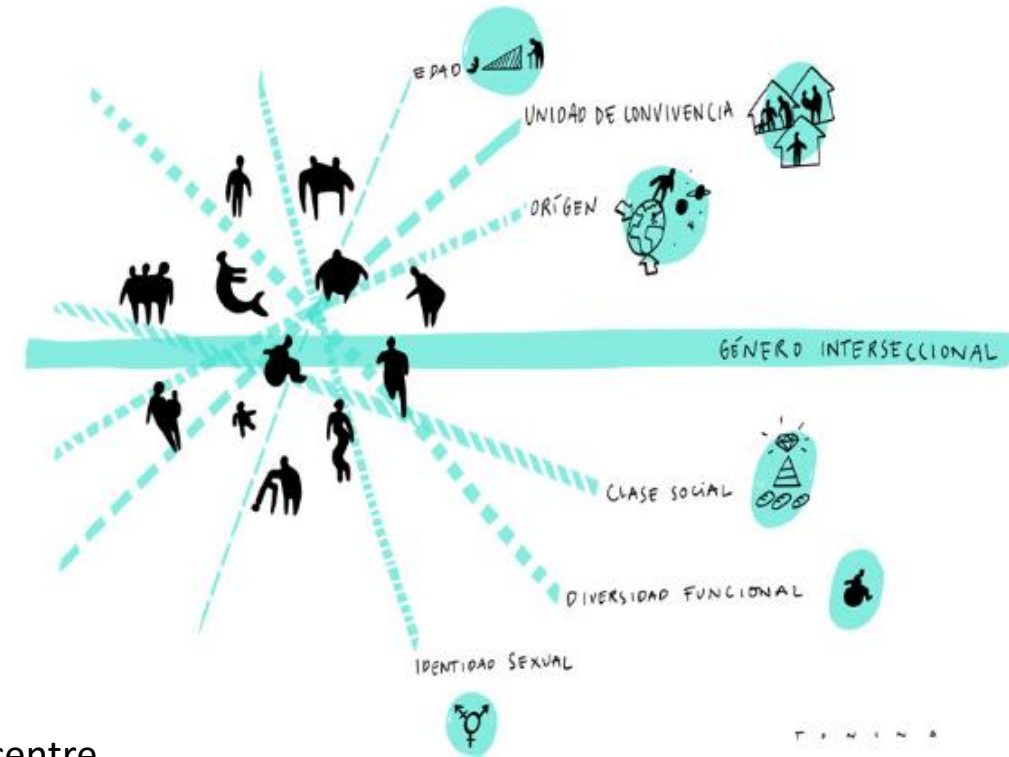 EDAD
UNIDAD DE CONVIVENCIA
ORÍGEN
GÉNERO INTERSECCIONAL
CLASE SOCIAL
DIVERSIDAD FUNCIONAL
IDENTIDAD SEXUAL
TONINA
centre